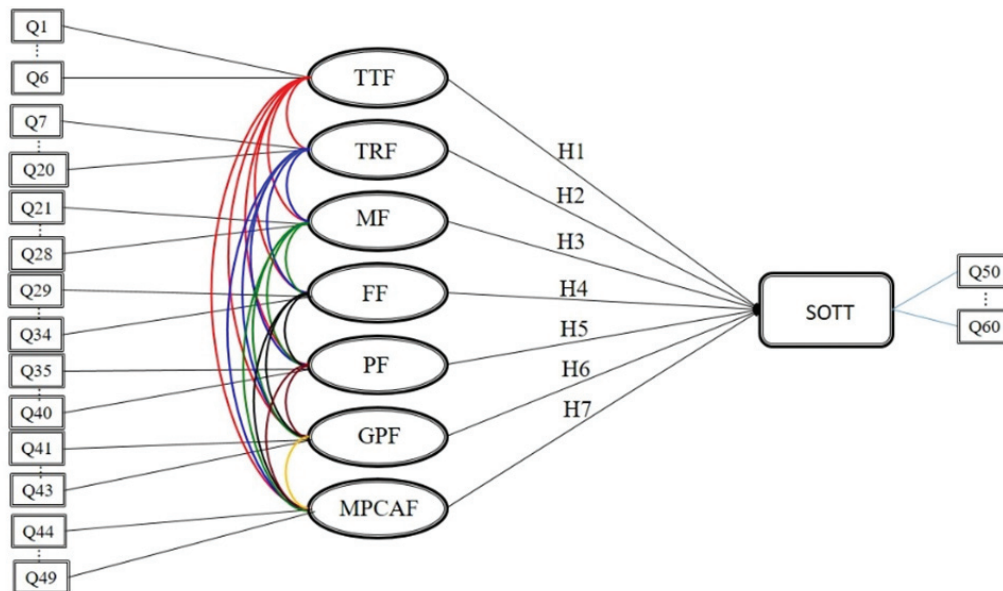 Q1
Q6
Q7
Q20
Q21
Q28
Q29
Q34
Q35
Q40
Q41
Q43
Q44
Q49
TTF
TRF
MF
FF
PF
GPF
MPCAF
H1
H2
H3
H4
H5
H6
H7
SOTT
Q50
Q60